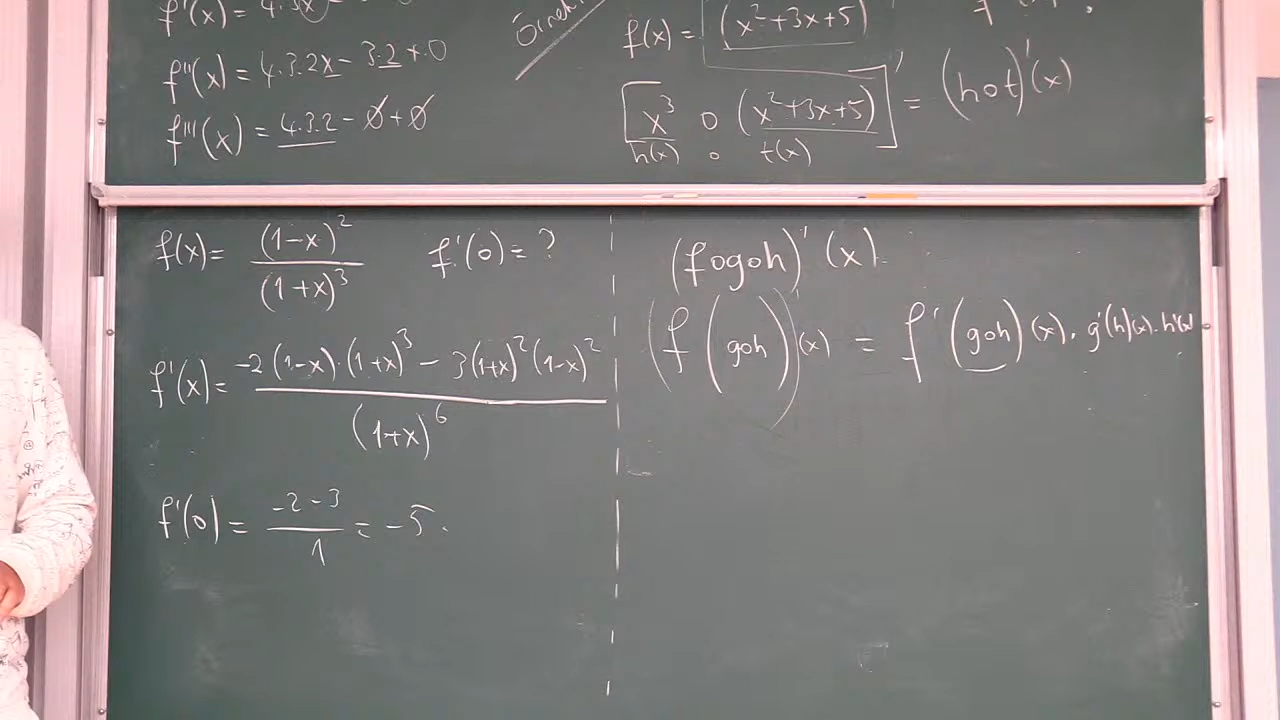 f'(x) = 4.3x
f''(x) = 4.3.2x - 3.2 + 0
f'''(x) = 4.3.2 - 0 + 0
Örnek
f(x) = (x²+3x+5)
[x³ o (x²+3x+5)]' = (hot)'(x)
h(x) o t(x)
f(x) = (1-x)² / (1+x)³ f'(0) = ?
f'(x) = -2(1-x).(1+x)³ - 3(1+x)²(1-x)² / (1+x)⁶
f'(0) = -2-3 / 1 = -5.
(fogoh)'(x)
(f(goh))'(x) = f'(goh)(x). g'(h)(x). h'(x)